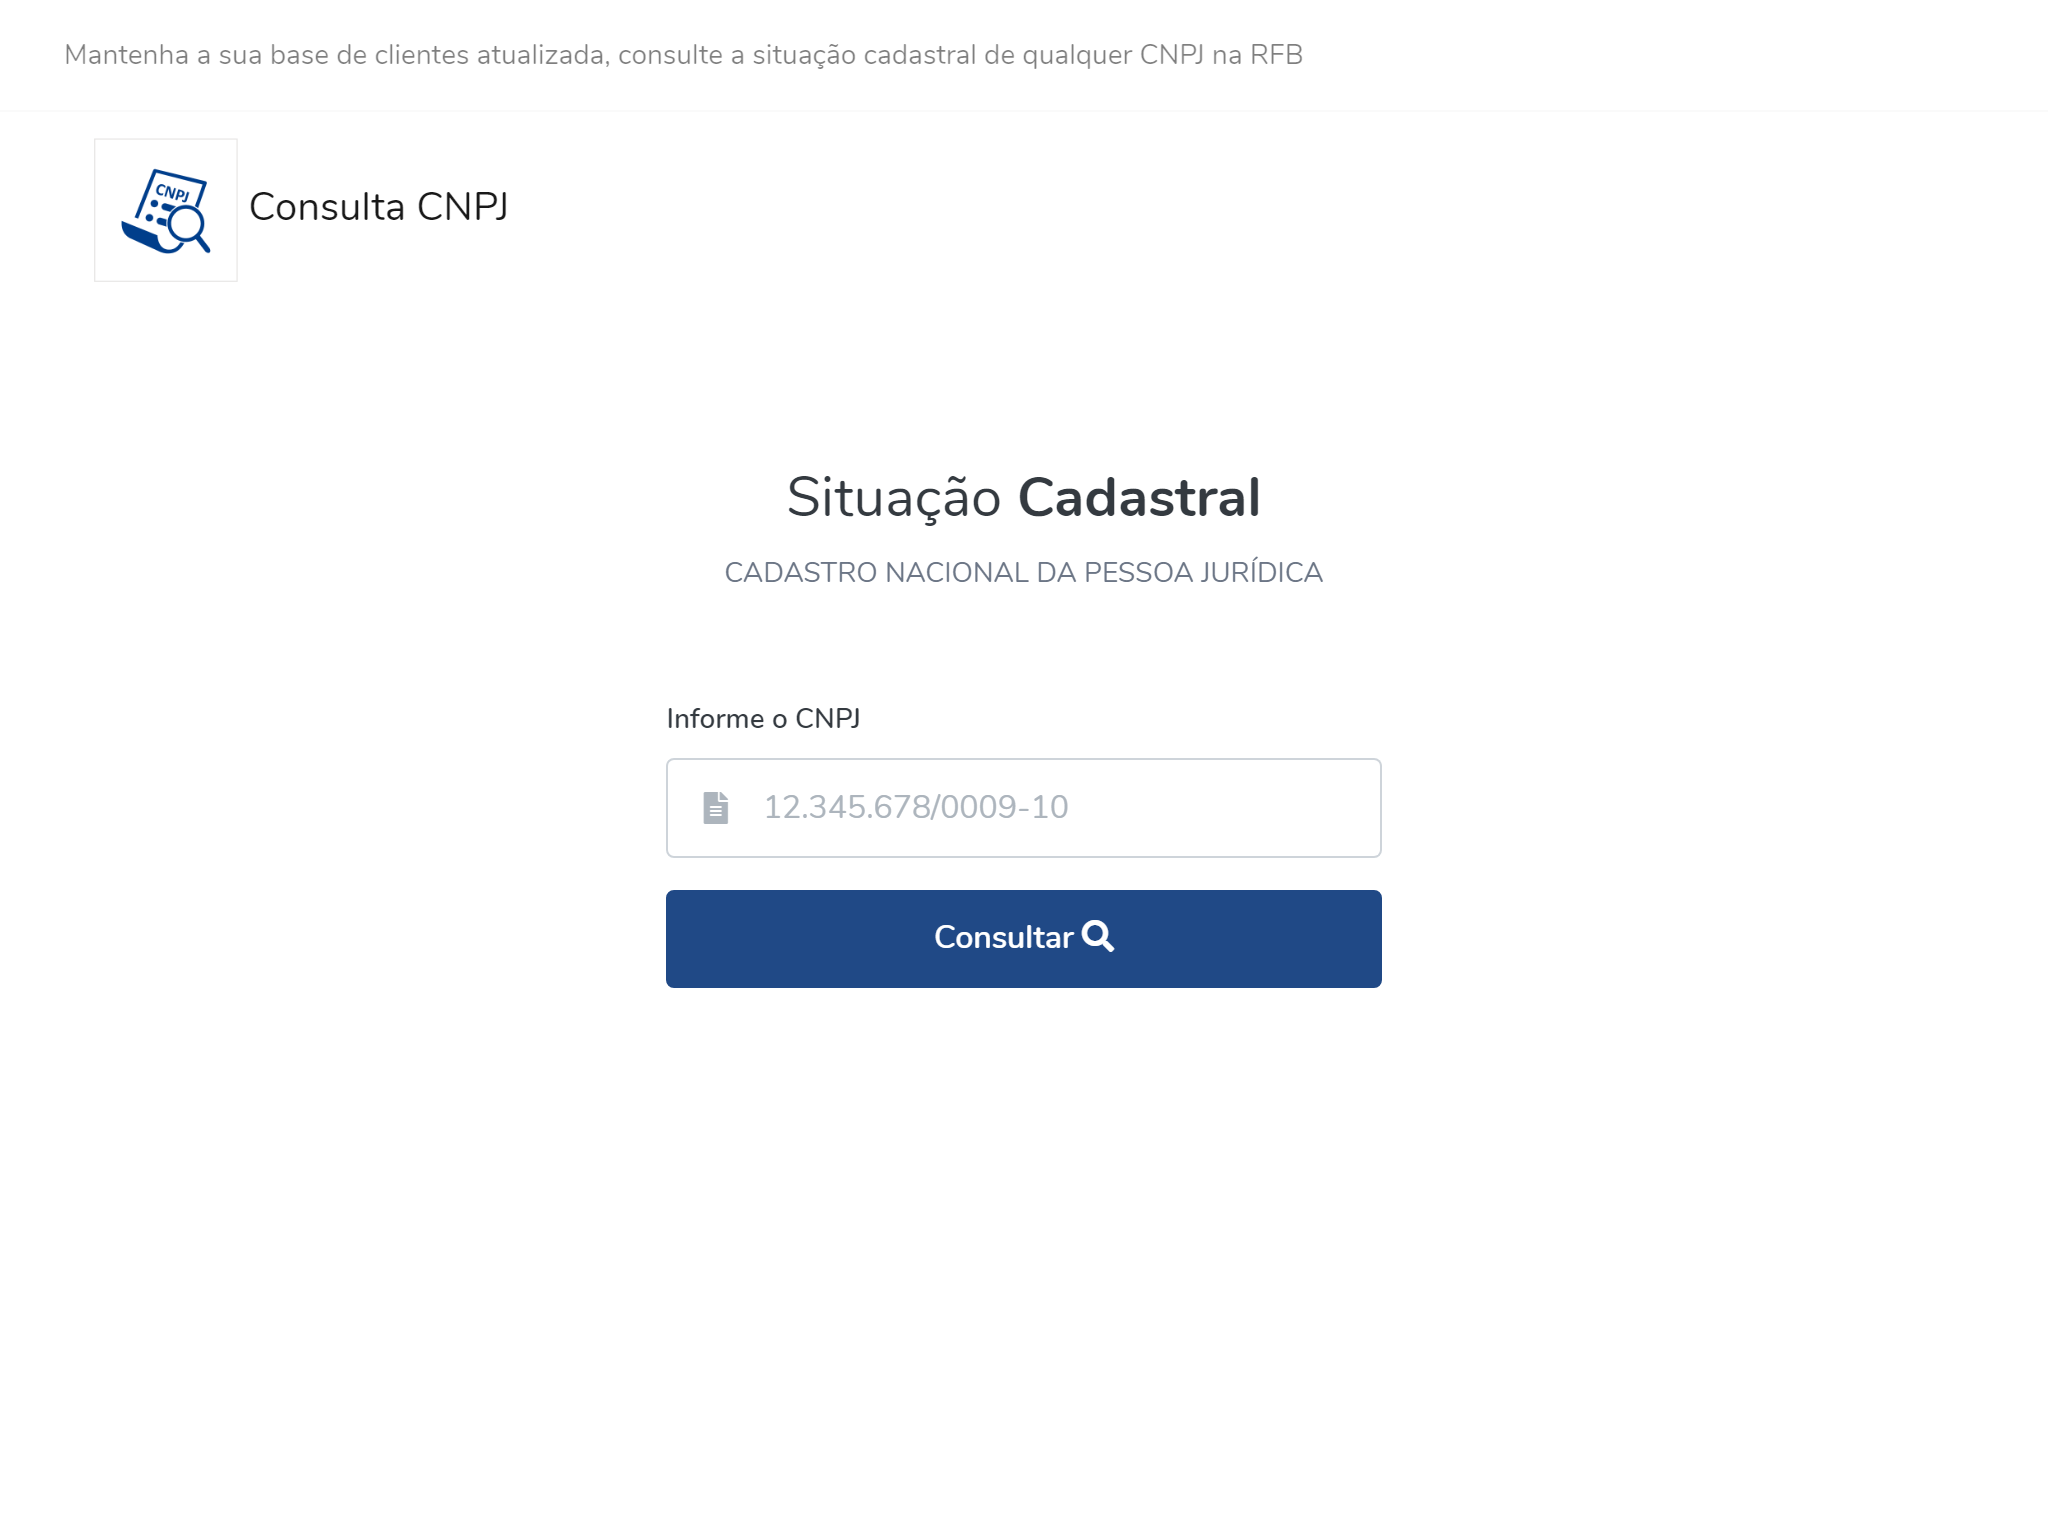 Mantenha a sua base de clientes atualizada, consulte a situação cadastral de qualquer CNPJ na RFB
CNPJ
Consulta CNPJ
Situação Cadastral
CADASTRO NACIONAL DA PESSOA JURÍDICA
Informe o CNPJ
12.345.678/0009-10
Consultar